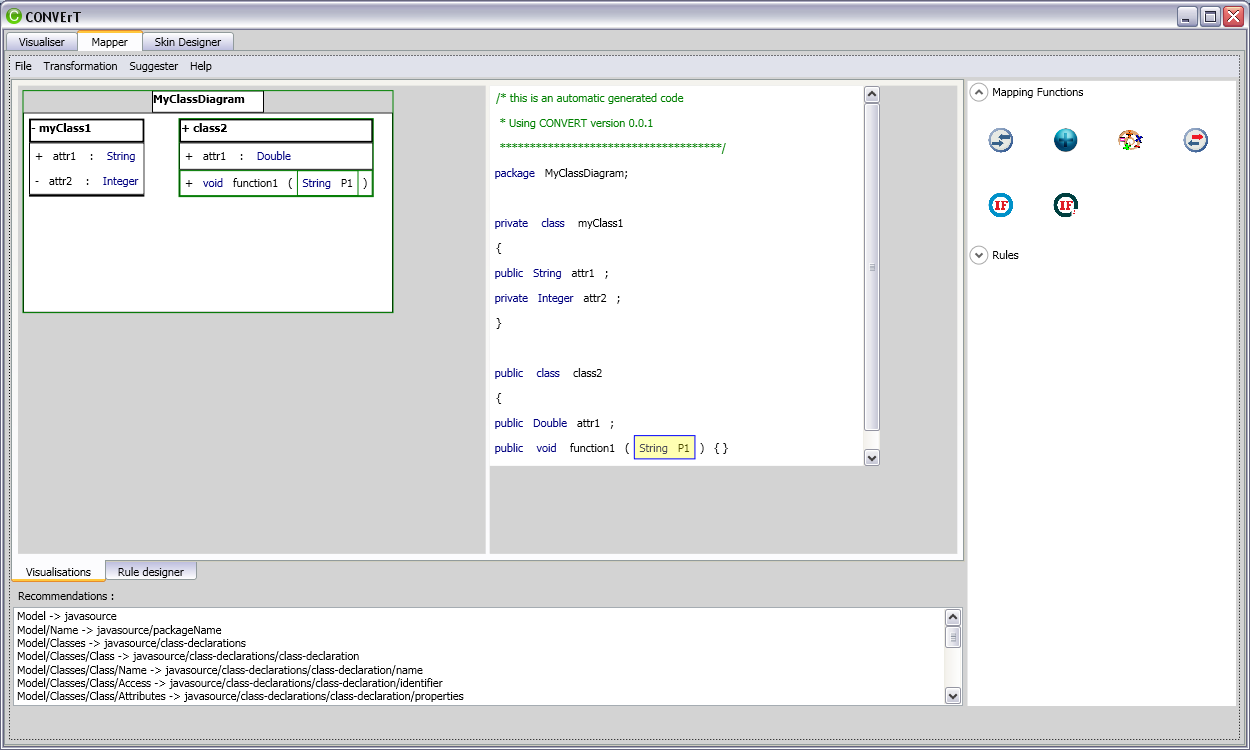 CONVErT
Visualiser Mapper Skin Designer
File Transformation Suggester Help
MyClassDiagram
- myClass1
+ attr1 : String
- attr2 : Integer
+ class2
+ attr1 : Double
+ void function1 ( String P1 )
/* this is an automatic generated code
* Using CONVERT version 0.0.1
*************************************/
package MyClassDiagram;
private class myClass1
{
public String attr1 ;
private Integer attr2 ;
}
public class class2
{
public Double attr1 ;
public void function1 ( String P1 ) { }
Mapping Functions
IF IF
Rules
Visualisations Rule designer
Recommendations :
Model -> javasource
Model/Name -> javasource/packageName
Model/Classes -> javasource/class-declarations
Model/Classes/Class -> javasource/class-declarations/class-declaration
Model/Classes/Class/Name -> javasource/class-declarations/class-declaration/name
Model/Classes/Class/Access -> javasource/class-declarations/class-declaration/identifier
Model/Classes/Class/Attributes -> javasource/class-declarations/class-declaration/properties